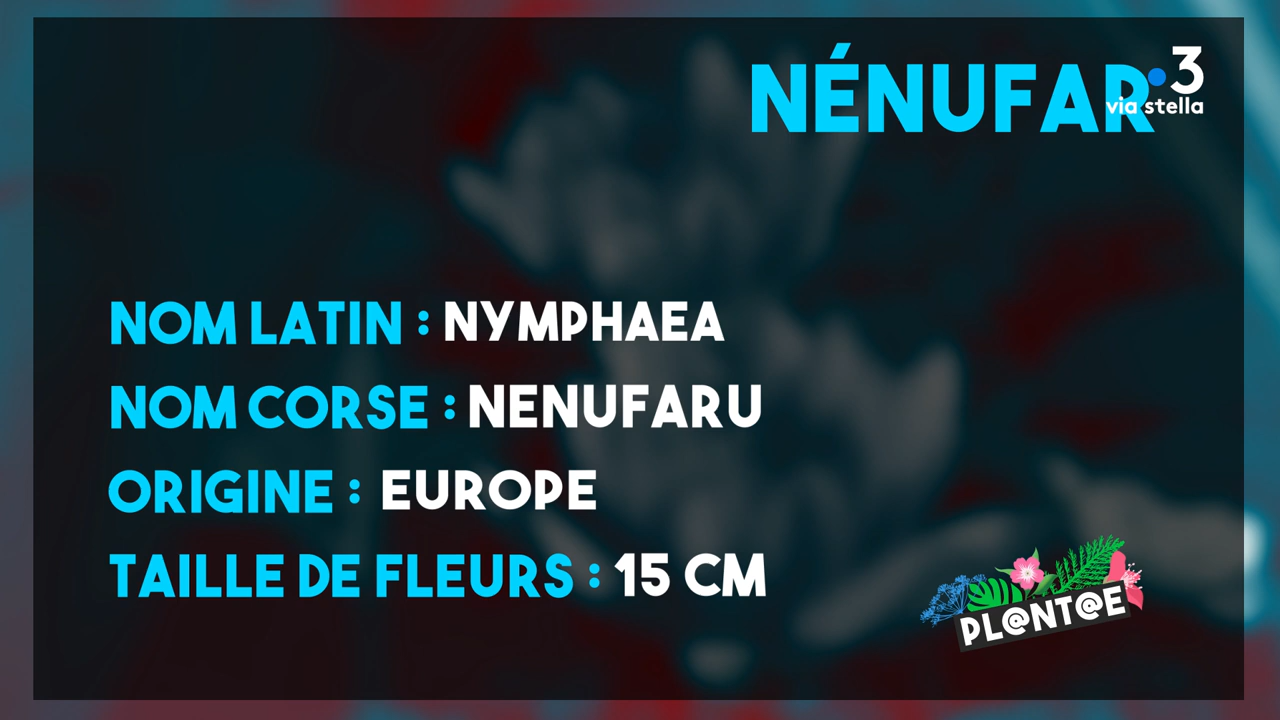 NÉNUFAR
3
via stella
NOM LATIN : NYMPHAEA
NOM CORSE : NENUFARU
ORIGINE : EUROPE
TAILLE DE FLEURS : 15 CM
PL@NT@E